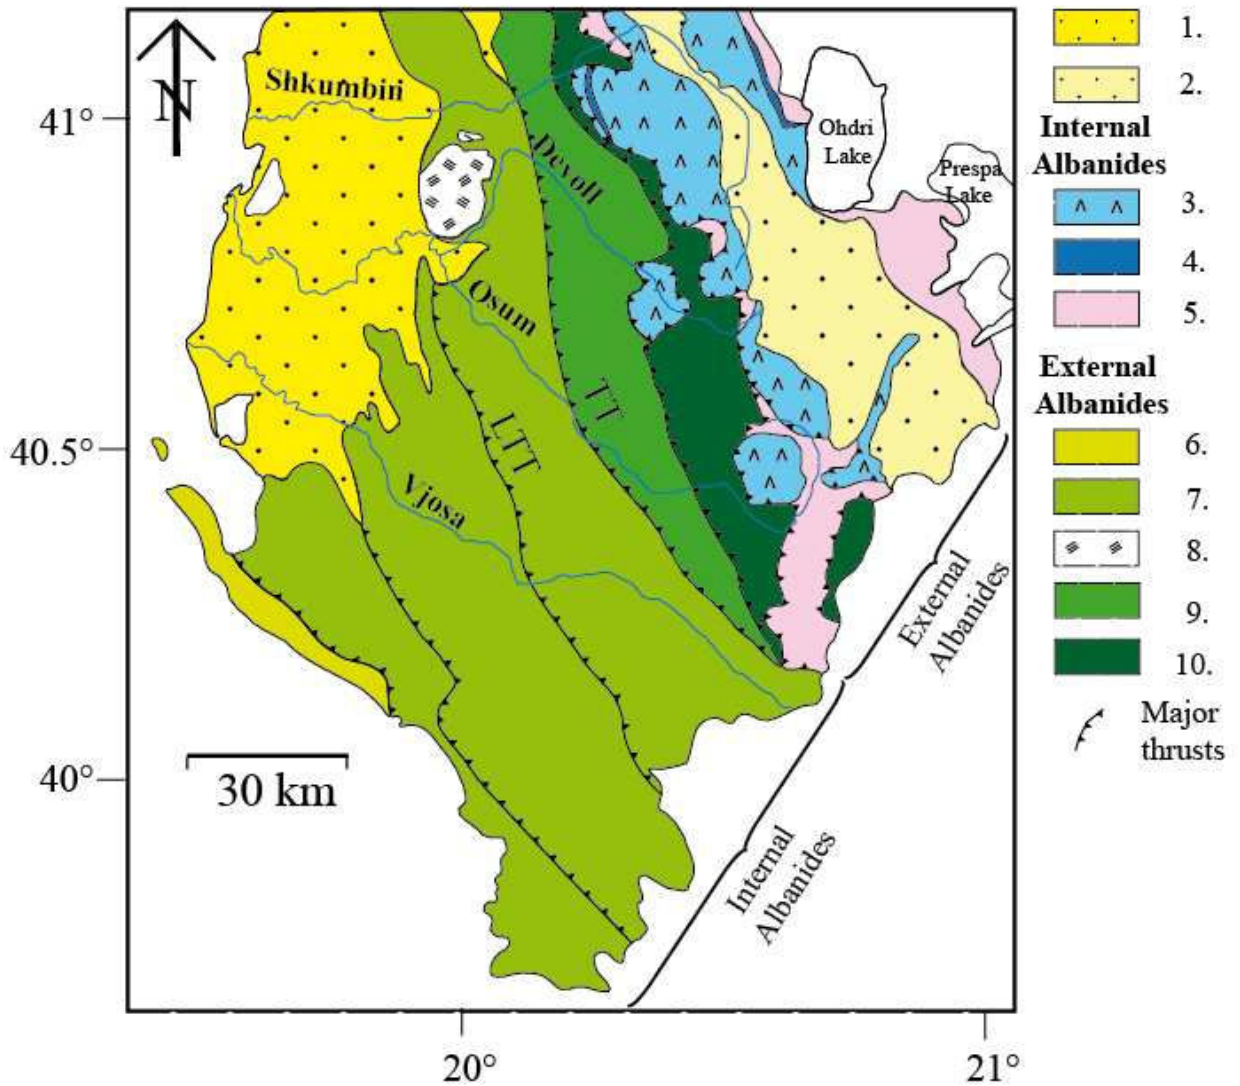 N
Shkumbiri
Devoll
Osum
Vjosa
TT
LTT
Ohdri
Lake
Prespa
Lake
41°
40.5°
40°
20°
21°
30 km
External
Albanides
Internal
Albanides
1.
2.
Internal
Albanides
3.
4.
5.
External
Albanides
6.
7.
8.
9.
10.
Major
thrusts